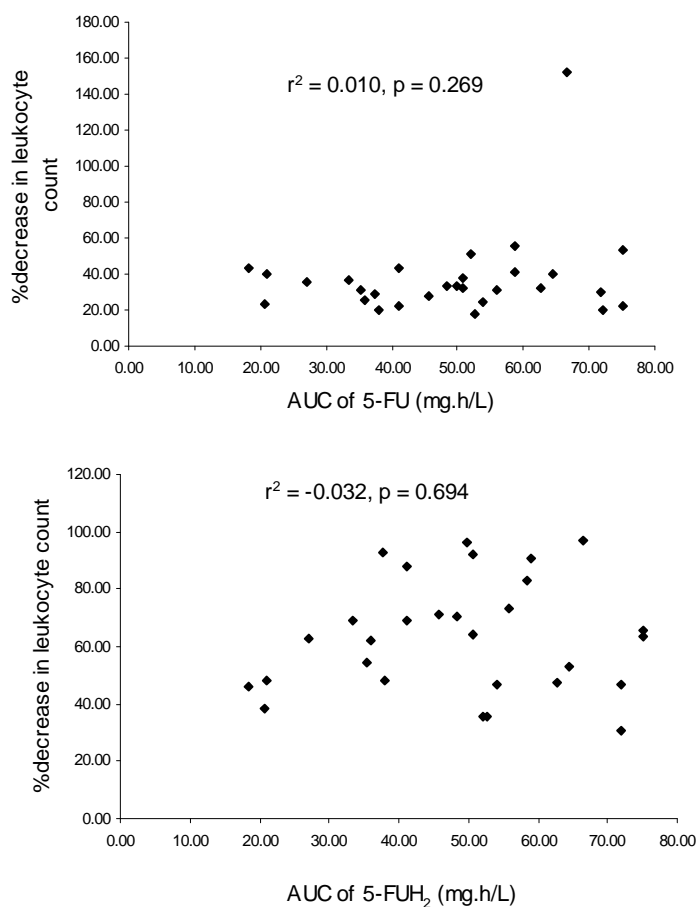 180.00
160.00
r² = 0.010, p = 0.269
140.00
120.00
100.00
80.00
60.00
40.00
20.00
0.00
%decrease in leukocyte
count
0.00 10.00 20.00 30.00 40.00 50.00 60.00 70.00 80.00
AUC of 5-FU (mg.h/L)
120.00
r² = -0.032, p = 0.694
100.00
80.00
60.00
40.00
20.00
0.00
%decrease in leukocyte count
0.00 10.00 20.00 30.00 40.00 50.00 60.00 70.00 80.00
AUC of 5-FUH₂ (mg.h/L)